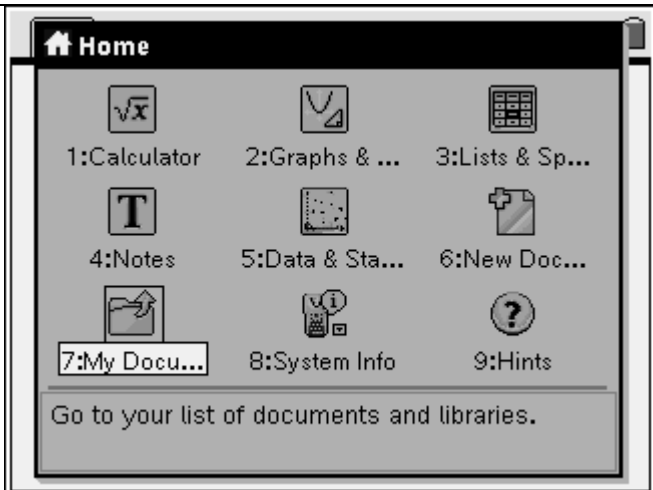 Home
1:Calculator 2:Graphs & ... 3:Lists & Sp...
4:Notes 5:Data & Sta... 6:New Doc...
7:My Docu... 8:System Info 9:Hints
Go to your list of documents and libraries.